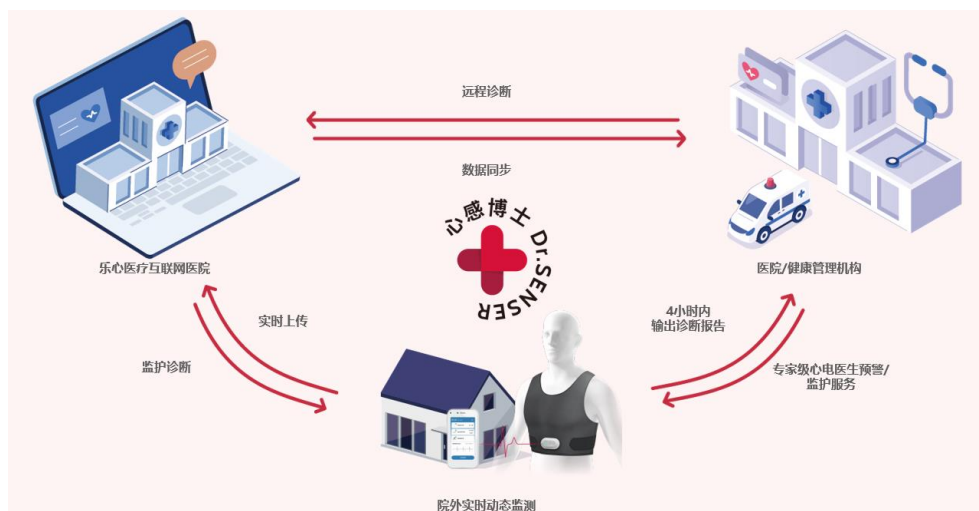 远程诊断
数据同步
心感博士 Dr.SENSER
乐心医疗互联网医院
医院/健康管理机构
实时上传
监护诊断
4小时内
输出诊断报告
专家级心电医生预警/
监护服务
院外实时动态监测